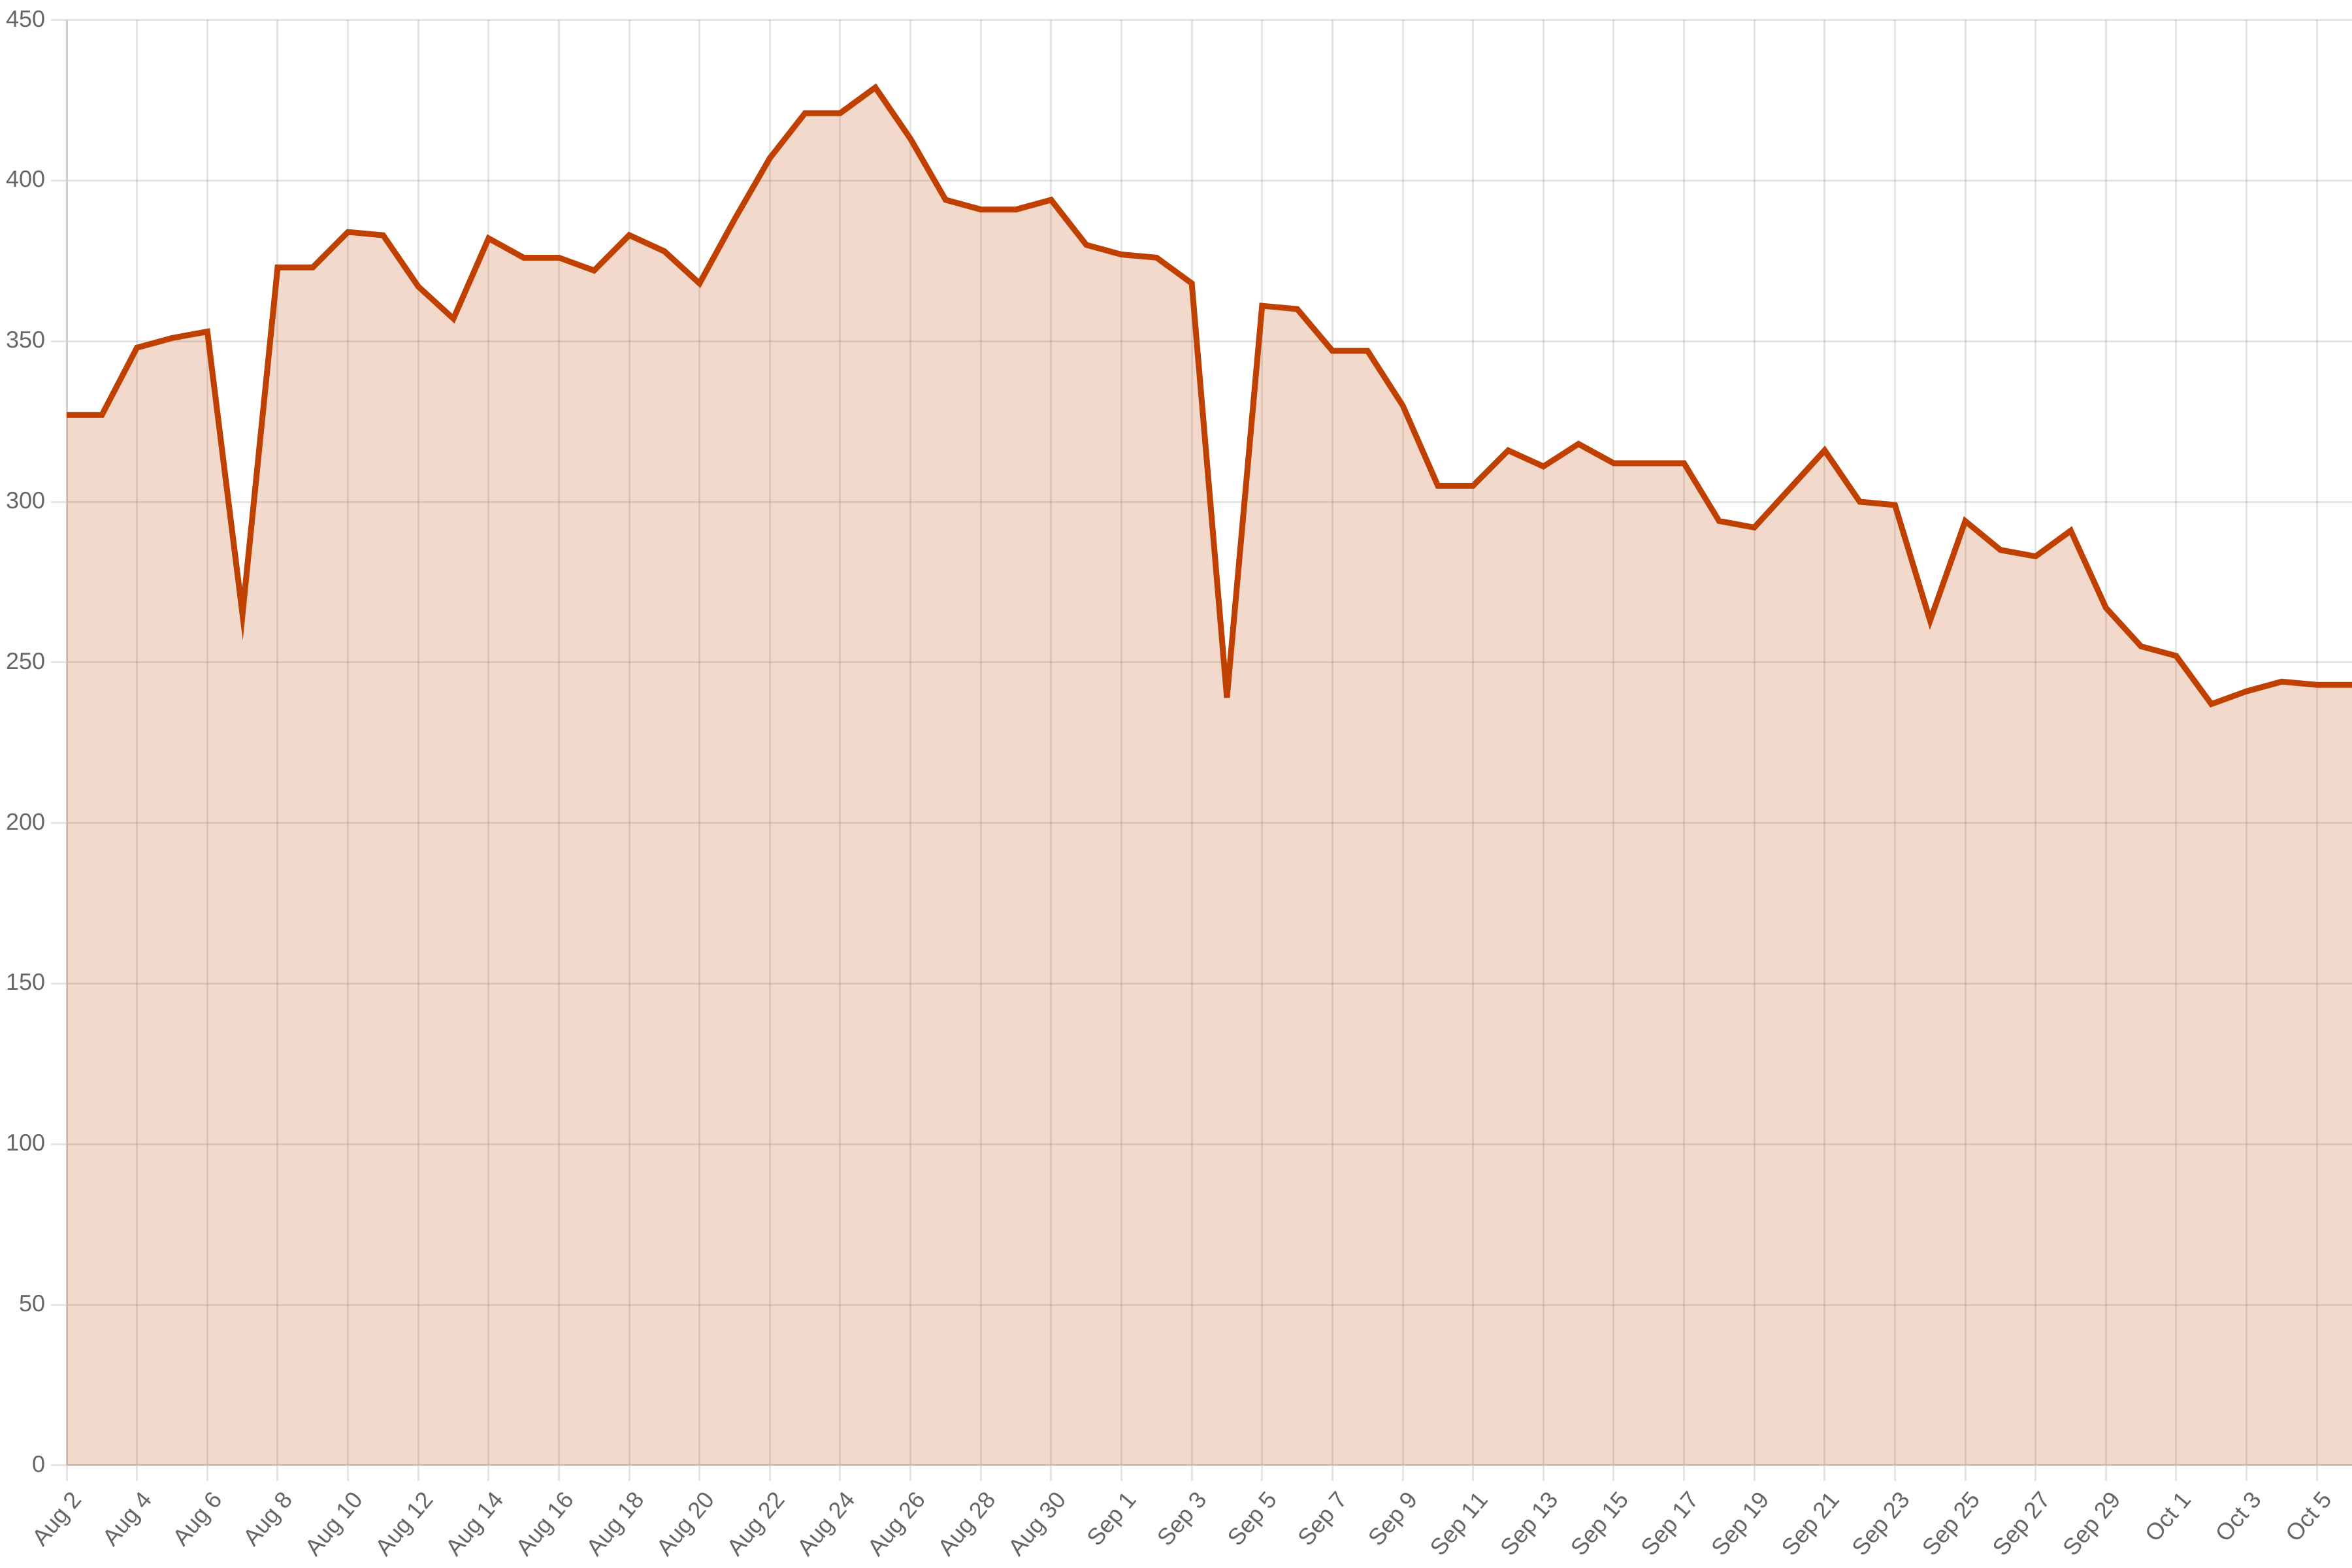 450
400
350
300
250
200
150
100
50
0
Aug 2
Aug 4
Aug 6
Aug 8
Aug 10
Aug 12
Aug 14
Aug 16
Aug 18
Aug 20
Aug 22
Aug 24
Aug 26
Aug 28
Aug 30
Sep 1
Sep 3
Sep 5
Sep 7
Sep 9
Sep 11
Sep 13
Sep 15
Sep 17
Sep 19
Sep 21
Sep 23
Sep 25
Sep 27
Sep 29
Oct 1
Oct 3
Oct 5